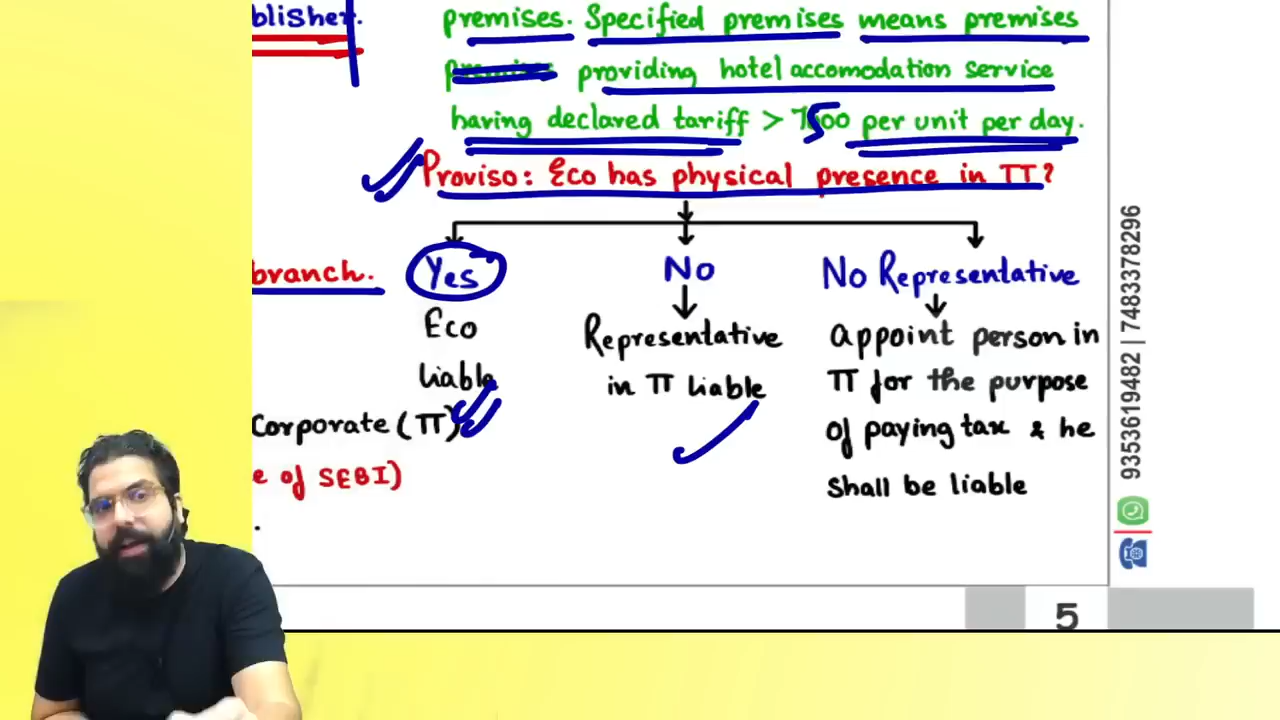 blisher.
premises. Specified premises means premises
providing hotel accomodation service
having declared tariff > 7500 per unit per day.
Proviso: Eco has physical presence in TT?
Yes
No
No Representative
branch.
Eco
liable
Representative
in TT liable
Appoint person in
TT for the purpose
of paying tax & he
shall be liable
Corporate (TT)
e of SEBI)
.
5
9353619482 | 7483378296